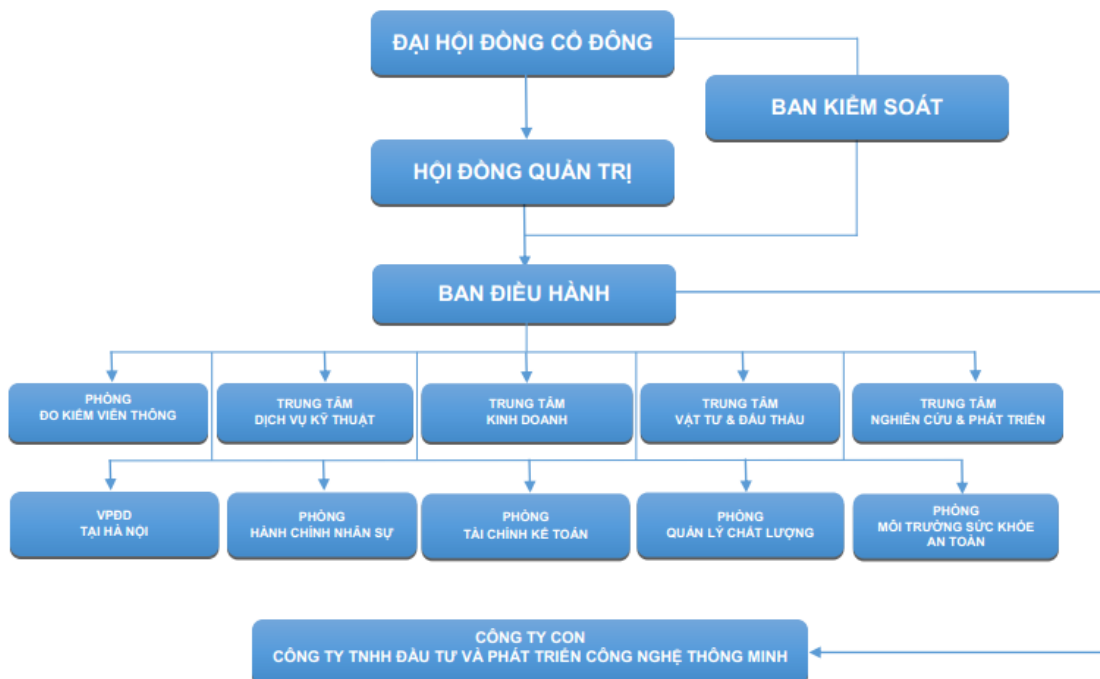 ĐẠI HỘI ĐỒNG CỔ ĐÔNG
BAN KIỂM SOÁT
HỘI ĐỒNG QUẢN TRỊ
BAN ĐIỀU HÀNH
PHÒNG
ĐO KIỂM VIỄN THÔNG
TRUNG TÂM
DỊCH VỤ KỸ THUẬT
TRUNG TÂM
KINH DOANH
TRUNG TÂM
VẬT TƯ & ĐẤU THẦU
TRUNG TÂM
NGHIÊN CỨU & PHÁT TRIỂN
VPĐD
TẠI HÀ NỘI
PHÒNG
HÀNH CHÍNH NHÂN SỰ
PHÒNG
TÀI CHÍNH KẾ TOÁN
PHÒNG
QUẢN LÝ CHẤT LƯỢNG
PHÒNG
MÔI TRƯỜNG SỨC KHỎE
AN TOÀN
CÔNG TY CON
CÔNG TY TNHH ĐẦU TƯ VÀ PHÁT TRIỂN CÔNG NGHỆ THÔNG MINH